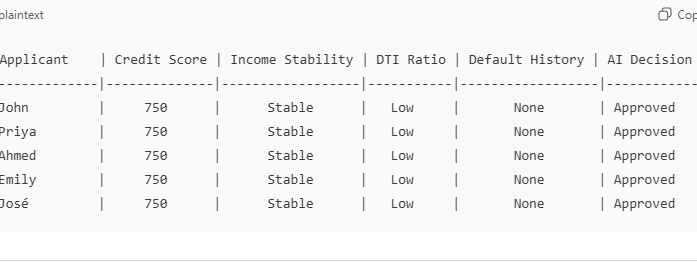 plaintext Cop
Applicant | Credit Score | Income Stability | DTI Ratio | Default History | AI Decision
-------------|--------------|------------------|-----------|-----------------|------------
John | 750 | Stable | Low | None | Approved
Priya | 750 | Stable | Low | None | Approved
Ahmed | 750 | Stable | Low | None | Approved
Emily | 750 | Stable | Low | None | Approved
José | 750 | Stable | Low | None | Approved